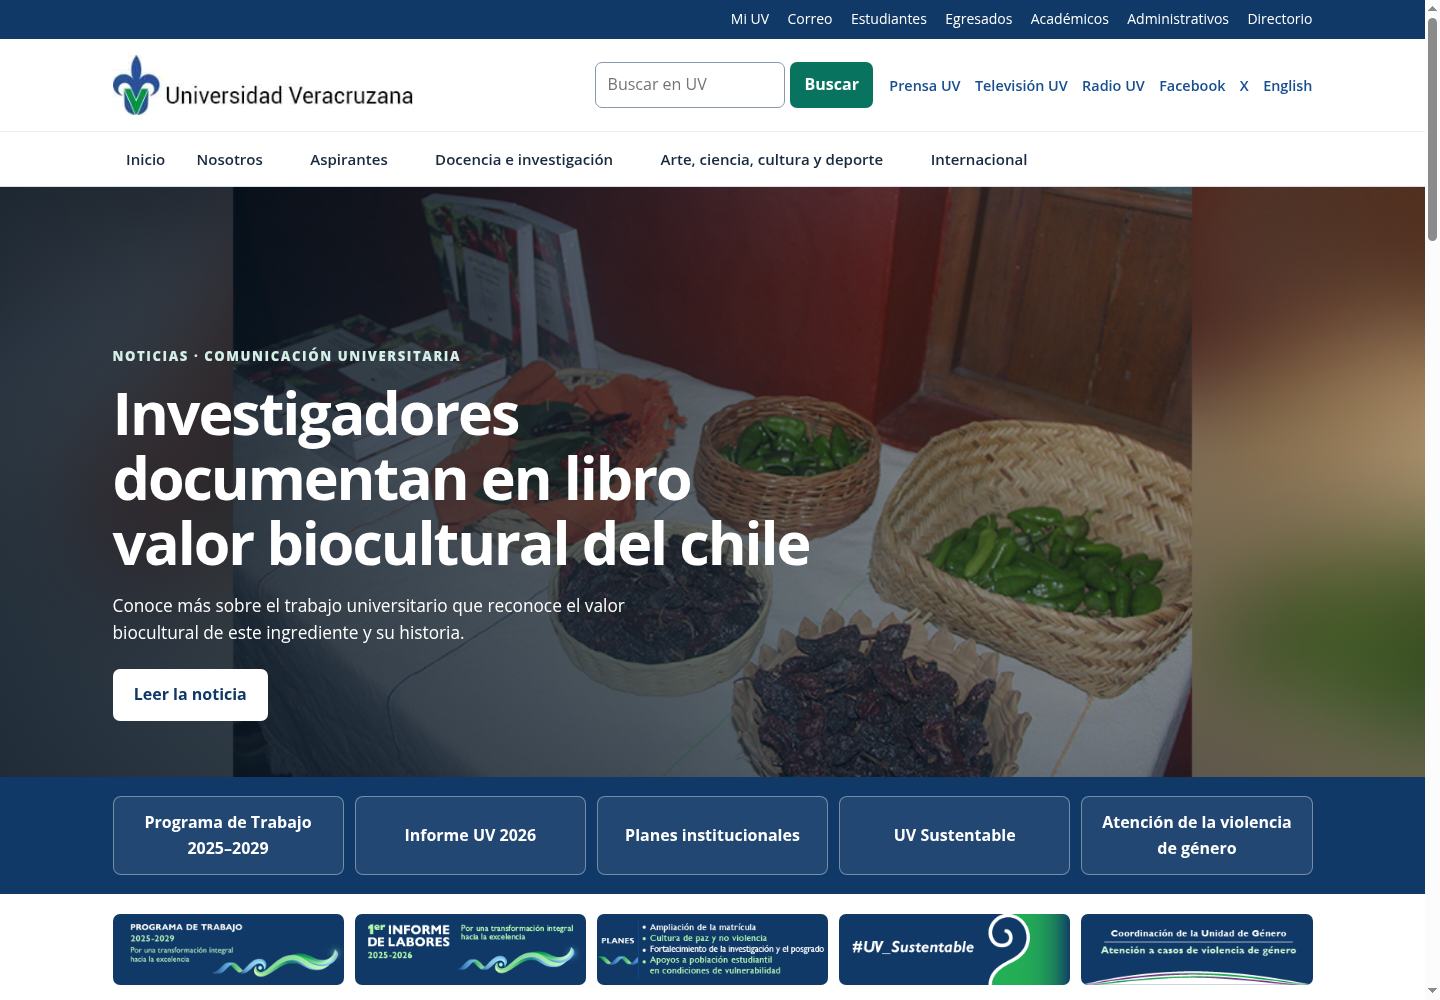 Mi UV Correo Estudiantes Egresados Académicos Administrativos Directorio
Universidad Veracruzana
Buscar en UV
Buscar
Prensa UV Televisión UV Radio UV Facebook X English
Inicio Nosotros Aspirantes Docencia e investigación Arte, ciencia, cultura y deporte Internacional
NOTICIAS · COMUNICACIÓN UNIVERSITARIA
Investigadores
documentan en libro
valor biocultural del chile
Conoce más sobre el trabajo universitario que reconoce el valor
biocultural de este ingrediente y su historia.
Leer la noticia
Programa de Trabajo
2025–2029
Informe UV 2026
Planes institucionales
UV Sustentable
Atención de la violencia
de género
PROGRAMA DE TRABAJO
2025-2029
Por una transformación integral
hacia la excelencia
1er INFORME
DE LABORES
2025-2026
Por una transformación integral
hacia la excelencia
PLANES
• Ampliación de la matrícula
• Cultura de paz y no violencia
• Fortalecimiento de la investigación y el posgrado
• Apoyos a población estudiantil
en condiciones de vulnerabilidad
#UV_Sustentable
Coordinación de la Unidad de Género
Atención a casos de violencia de género